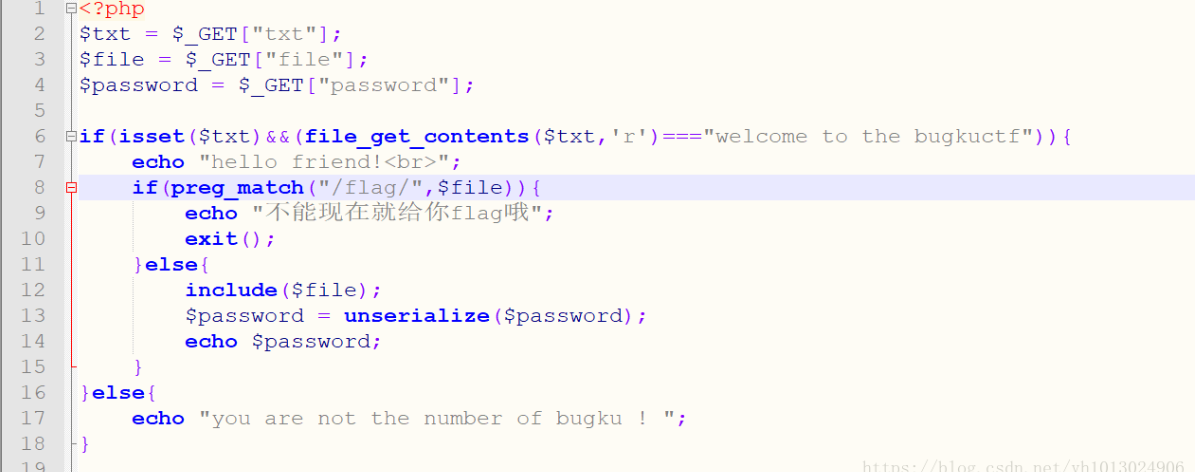 1 <?php
2 $txt = $_GET["txt"];
3 $file = $_GET["file"];
4 $password = $_GET["password"];
5
6 if(isset($txt)&&(file_get_contents($txt,'r')==="welcome to the bugkuctf")){
7 echo "hello friend!<br>";
8 if(preg_match("/flag/",$file)){
9 echo "不能现在就给你flag哦";
10 exit();
11 }else{
12 include($file);
13 $password = unserialize($password);
14 echo $password;
15 }
16 }else{
17 echo "you are not the number of bugku ! ";
18 }
19
https://blog.csdn.net/yh1013024906